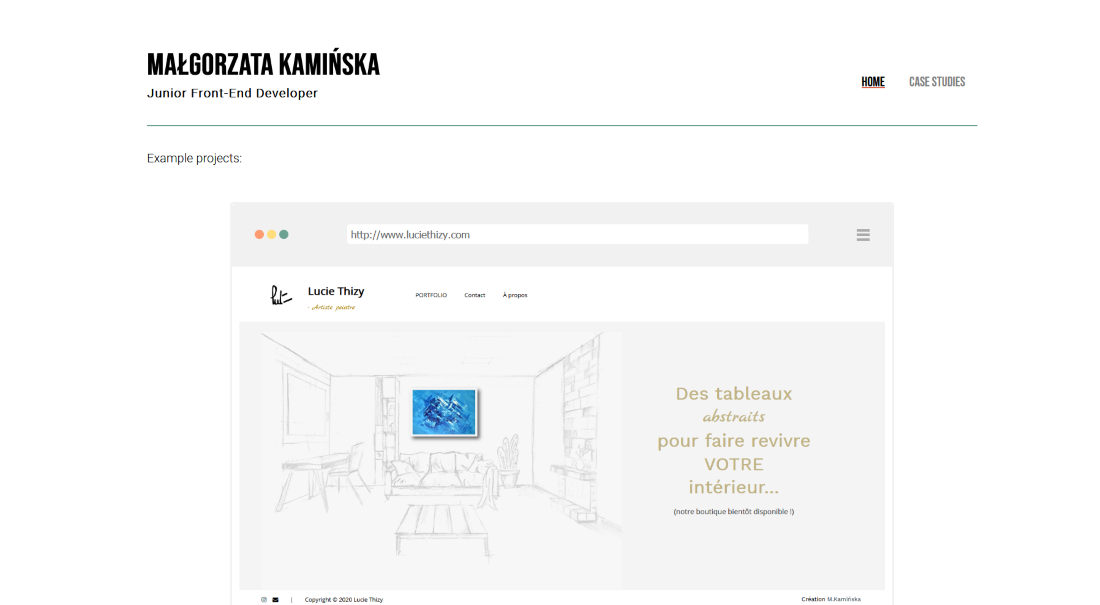 MAŁGORZATA KAMIŃSKA
Junior Front-End Developer
HOME CASE STUDIES
Example projects:
http://www.luciethizy.com
Lucie Thizy
- Artiste peintre
PORTFOLIO Contact À propos
Des tableaux
abstraits
pour faire revivre
VOTRE
intérieur...
(notre boutique bientôt disponible !)
| Copyright © 2020 Lucie Thizy
Création M.Kamińska